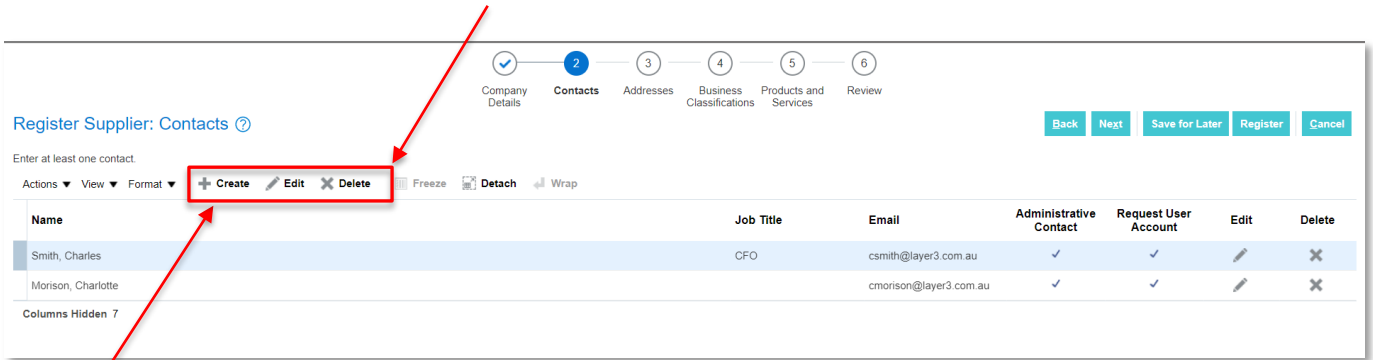 2 3 4 5 6
Company Details Contacts Addresses Business Classifications Products and Services Review
Register Supplier: Contacts ?
Back Next Save for Later Register Cancel
Enter at least one contact.
Actions View Format Create Edit Delete Freeze Detach Wrap
Name Job Title Email Administrative Contact Request User Account Edit Delete
Smith, Charles CFO csmith@layer3.com.au
Morison, Charlotte cmorison@layer3.com.au
Columns Hidden 7